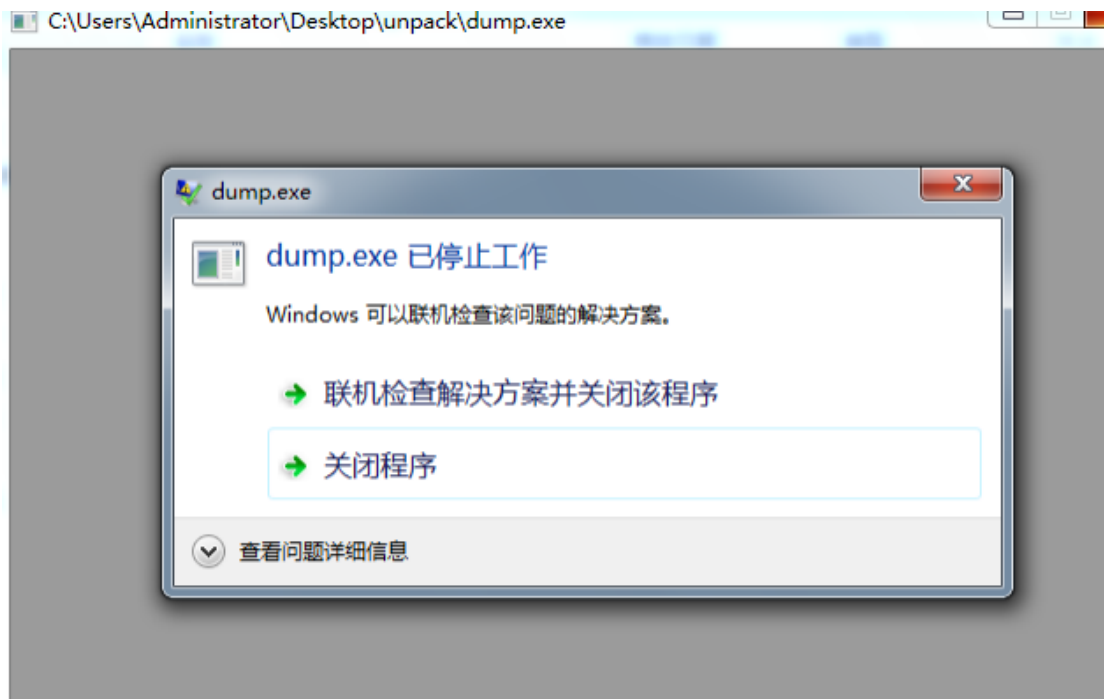 C:\Users\Administrator\Desktop\unpack\dump.exe
dump.exe
dump.exe 已停止工作
Windows 可以联机检查该问题的解决方案。
联机检查解决方案并关闭该程序
关闭程序
查看问题详细信息